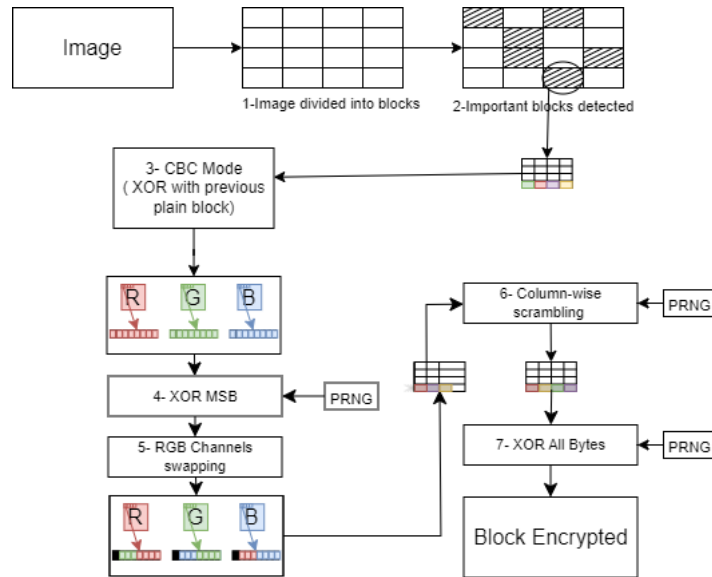 Image
1-Image divided into blocks
2-Important blocks detected
3- CBC Mode
( XOR with previous
plain block)
R G B
4- XOR MSB
PRNG
5- RGB Channels
swapping
R G B
6- Column-wise
scrambling
PRNG
7- XOR All Bytes
PRNG
Block Encrypted